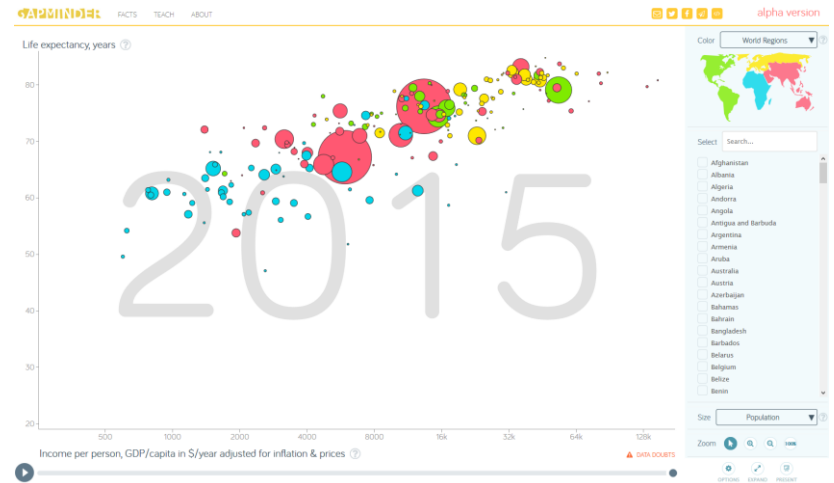 GAPMINDER FACTS TEACH ABOUT
alpha version
Life expectancy, years ?
Color World Regions ▼ ?
80
70
60
50
40
30
20
2015
500 1000 2000 4000 8000 16k 32k 64k 128k
Income per person, GDP/capita in $/year adjusted for inflation & prices ?
DATA DOUBTS
Select Search...
Afghanistan
Albania
Algeria
Andorra
Angola
Antigua and Barbuda
Argentina
Armenia
Aruba
Australia
Austria
Azerbaijan
Bahamas
Bahrain
Bangladesh
Barbados
Belarus
Belgium
Belize
Benin
Size Population ▼ ?
Zoom 100%
OPTIONS EXPAND PRESENT